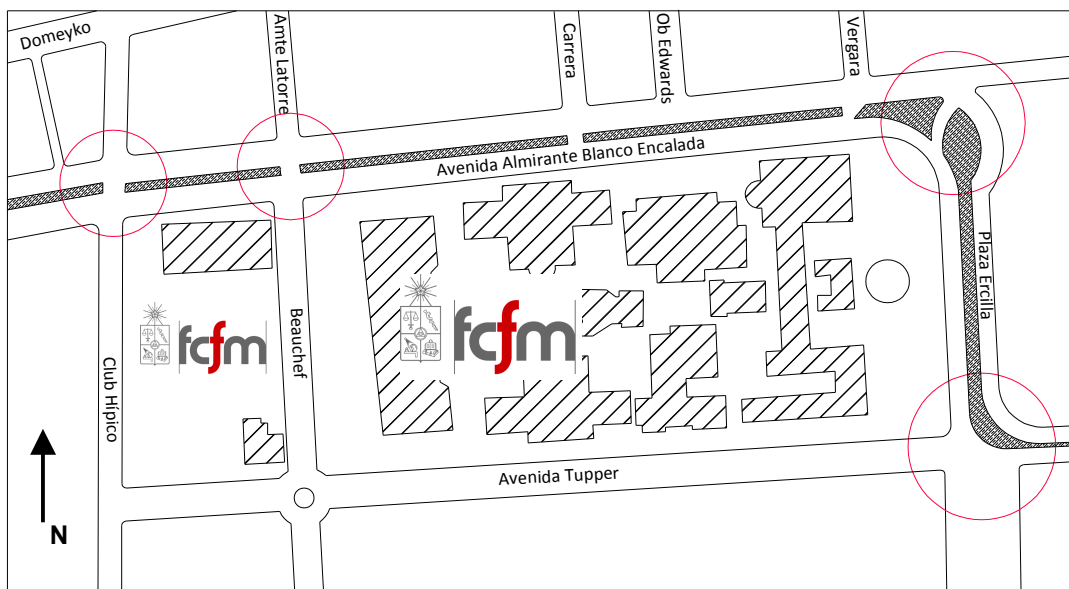 Domeyko
Amte Latorre
Carrera
Ob Edwards
Vergara
Avenida Almirante Blanco Encalada
Plaza Ercilla
Beauchef
Club Hípico
fcfm
fcfm
Avenida Tupper
N